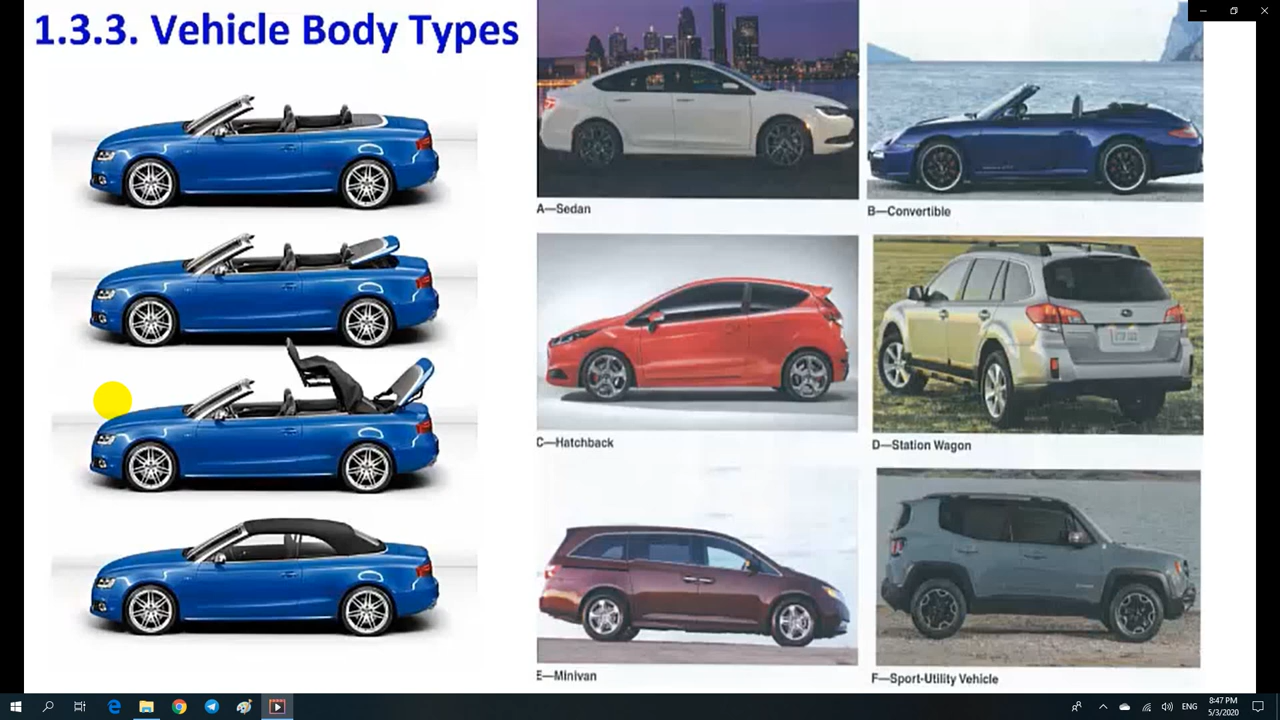 1.3.3. Vehicle Body Types
A—Sedan
B—Convertible
C—Hatchback
D—Station Wagon
E—Minivan
F—Sport-Utility Vehicle
ENG
8:47 PM
5/3/2020